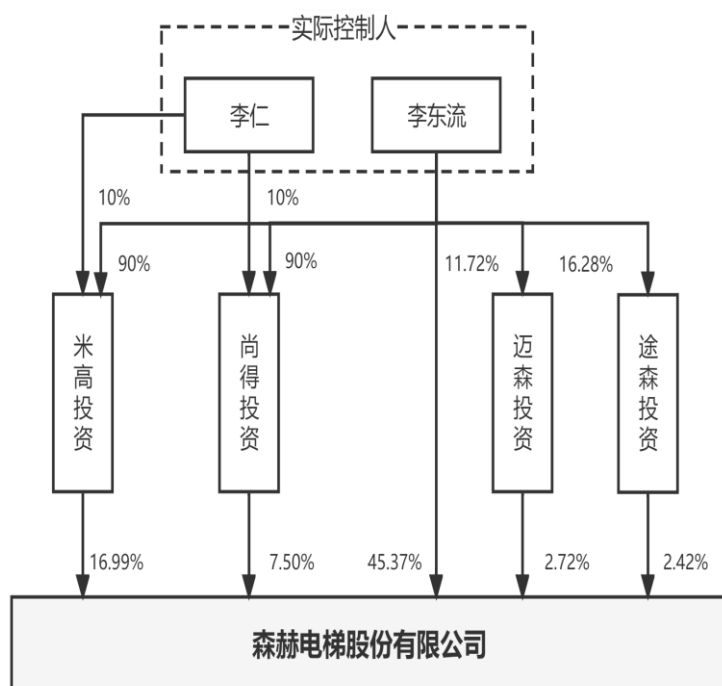 实际控制人
李仁
李东流
10%
10%
90%
90%
11.72%
16.28%
米高投资
尚得投资
迈森投资
途森投资
16.99%
7.50%
45.37%
2.72%
2.42%
森赫电梯股份有限公司